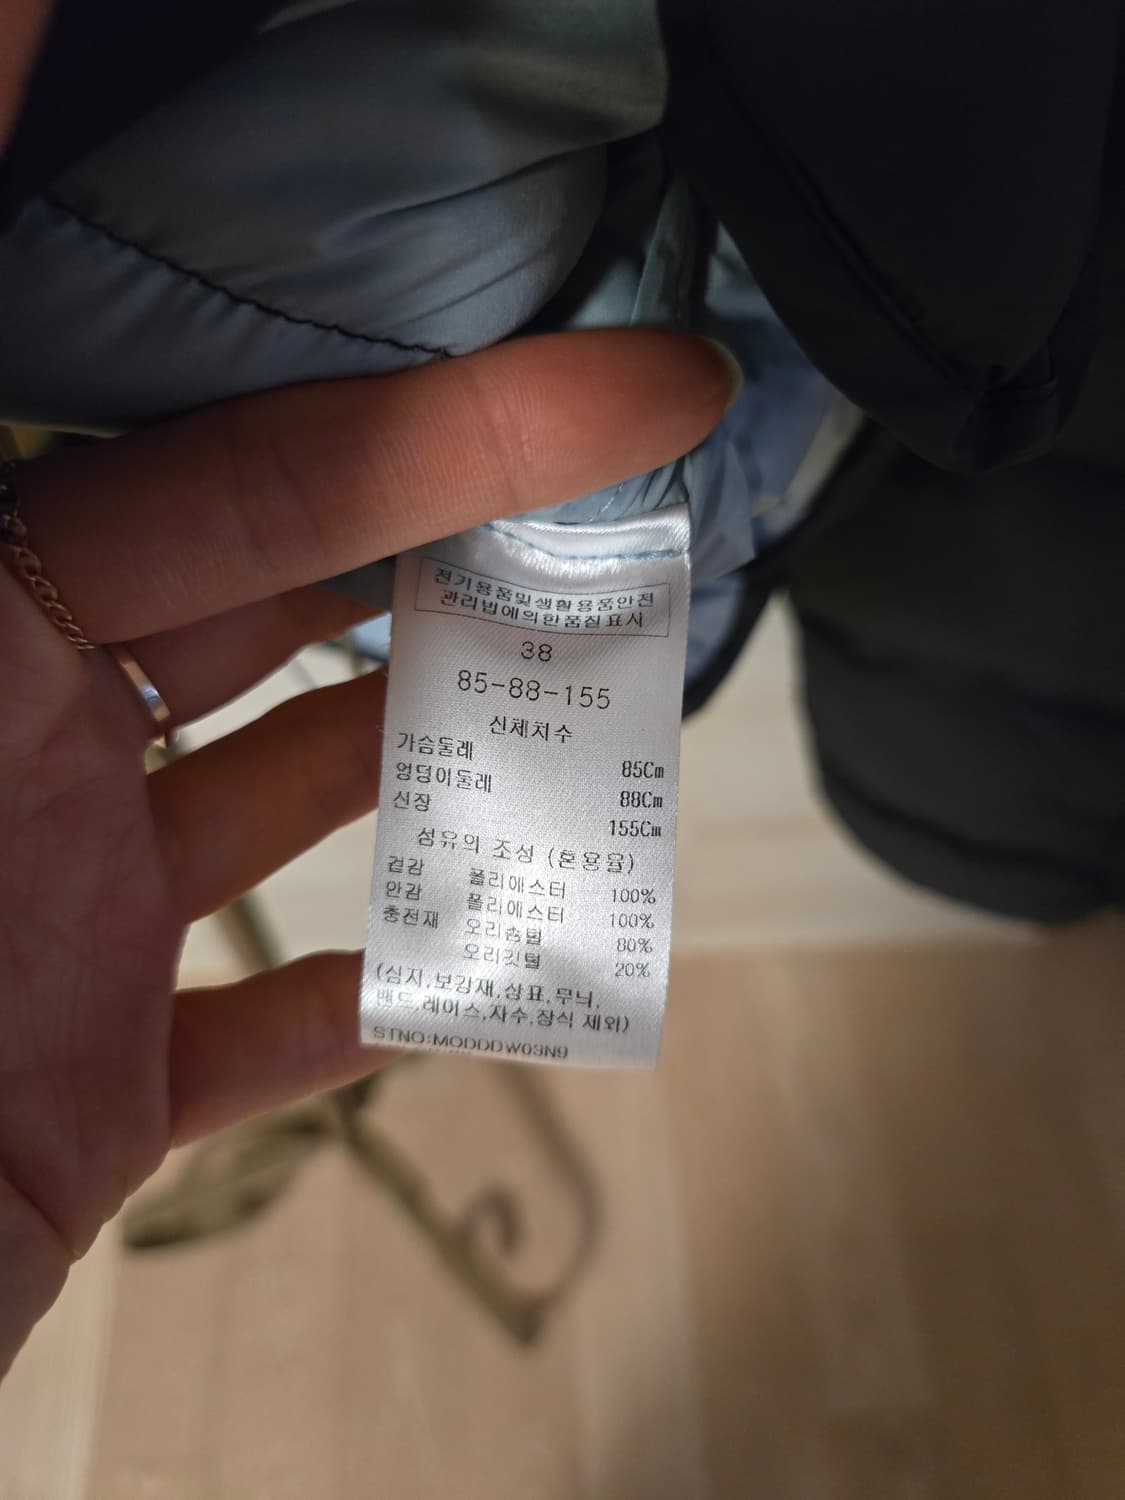 전기용품및생활용품안전
관리법에의한품질표시
38
85-88-155
신체치수
가슴둘레 85Cm
엉덩이둘레 88Cm
신장 155Cm
섬유의 조성 (혼용율)
겉감 폴리에스터 100%
안감 폴리에스터 100%
충전재 오리솜털 80%
오리깃털 20%
(심지,보강재,상표,무늬,
밴드,레이스,자수,장식 제외)
STNO:MODDDW03N9